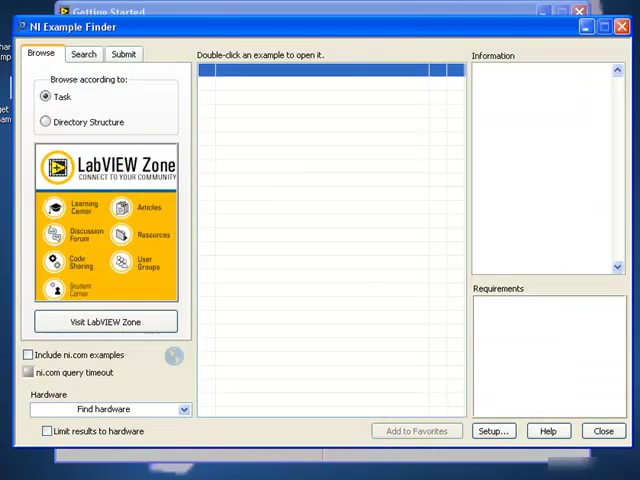 Getting Started
NI Example Finder
Browse
Search
Submit
Double-click an example to open it.
Information
Browse according to:
Task
Directory Structure
LabVIEW Zone
CONNECT TO YOUR COMMUNITY
Learning
Center
Articles
Discussion
Forum
Resources
Code
Sharing
User
Groups
Student
Corner
Visit LabVIEW Zone
Requirements
Include ni.com examples
ni.com query timeout
Hardware
Find hardware
Limit results to hardware
Add to Favorites
Setup...
Help
Close